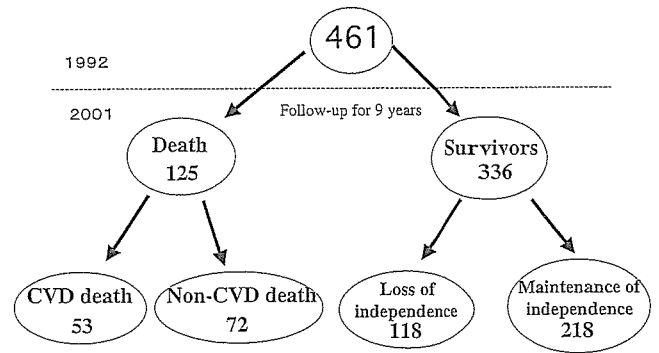 461
1992
2001
Follow-up for 9 years
Death
125
Survivors
336
CVD death
53
Non-CVD death
72
Loss of
independence
118
Maintenance of
independence
218